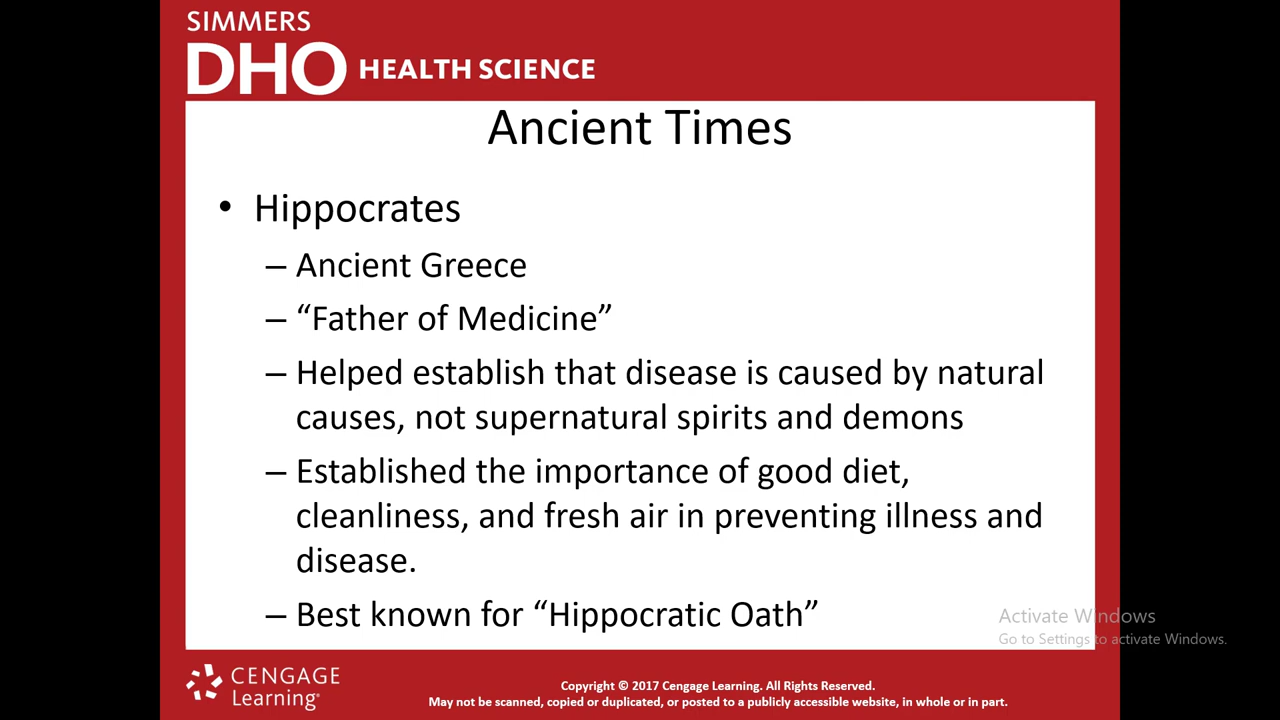 SIMMERS
DHO HEALTH SCIENCE
Ancient Times
• Hippocrates
– Ancient Greece
– “Father of Medicine”
– Helped establish that disease is caused by natural
causes, not supernatural spirits and demons
– Established the importance of good diet,
cleanliness, and fresh air in preventing illness and
disease.
– Best known for “Hippocratic Oath”
Activate Windows
Go to Settings to activate Windows.
CENGAGE
Learning®
Copyright © 2017 Cengage Learning. All Rights Reserved.
May not be scanned, copied or duplicated, or posted to a publicly accessible website, in whole or in part.